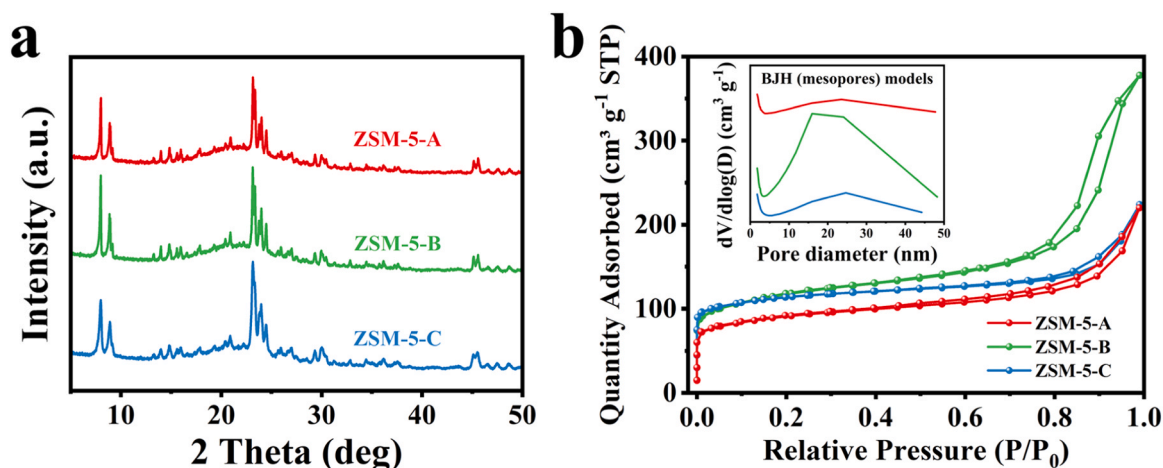 a
Intensity (a.u.)
ZSM-5-A
ZSM-5-B
ZSM-5-C
10 20 30 40 50
2 Theta (deg)
b
Quantity Adsorbed (cm³ g⁻¹ STP)
400
300
200
100
0
BJH (mesopores) models
dV/dlog(D) (cm³ g⁻¹)
0 10 20 30 40 50
Pore diameter (nm)
ZSM-5-A
ZSM-5-B
ZSM-5-C
0.0 0.2 0.4 0.6 0.8 1.0
Relative Pressure (P/P₀)